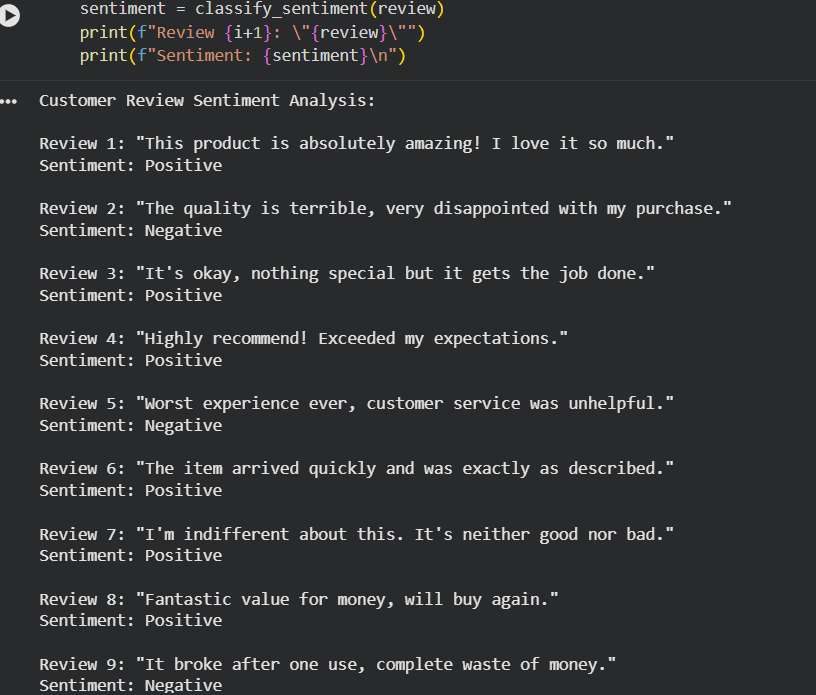 sentiment = classify_sentiment(review)
print(f"Review {i+1}: \"{review}\"")
print(f"Sentiment: {sentiment}\n")
Customer Review Sentiment Analysis:
Review 1: "This product is absolutely amazing! I love it so much."
Sentiment: Positive
Review 2: "The quality is terrible, very disappointed with my purchase."
Sentiment: Negative
Review 3: "It's okay, nothing special but it gets the job done."
Sentiment: Positive
Review 4: "Highly recommend! Exceeded my expectations."
Sentiment: Positive
Review 5: "Worst experience ever, customer service was unhelpful."
Sentiment: Negative
Review 6: "The item arrived quickly and was exactly as described."
Sentiment: Positive
Review 7: "I'm indifferent about this. It's neither good nor bad."
Sentiment: Positive
Review 8: "Fantastic value for money, will buy again."
Sentiment: Positive
Review 9: "It broke after one use, complete waste of money."
Sentiment: Negative